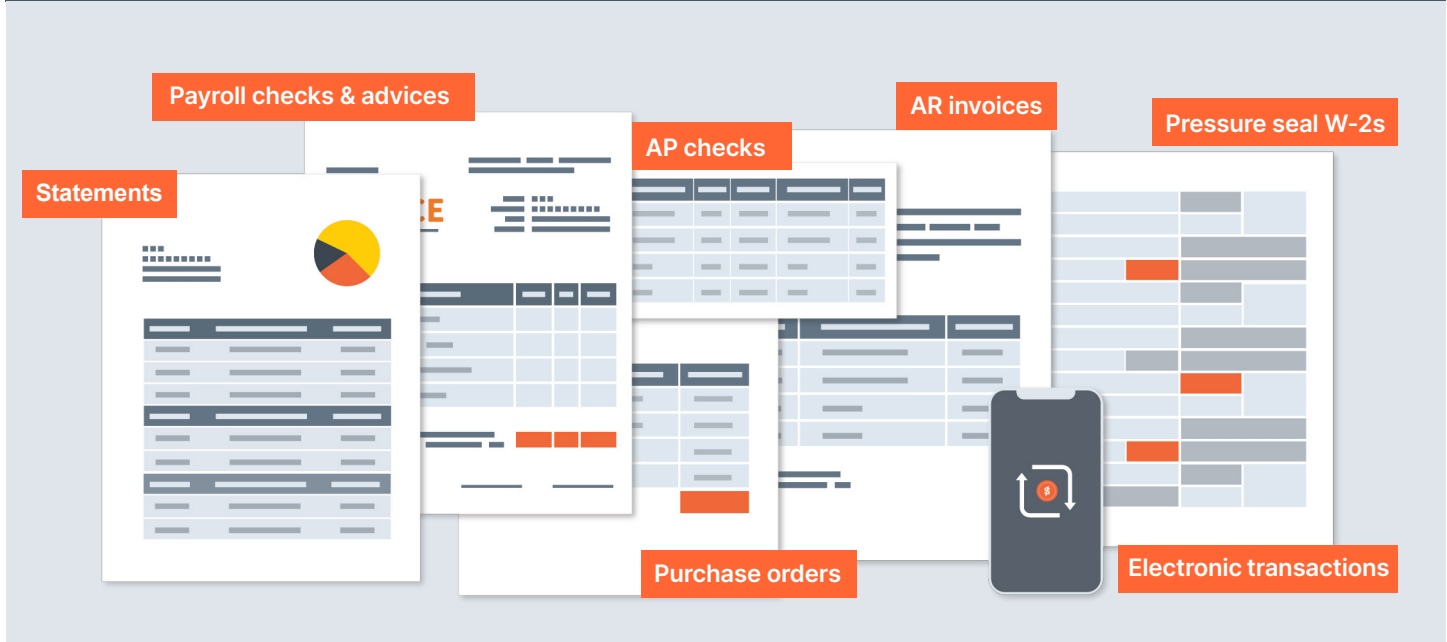 Payroll checks & advices
AR invoices
Pressure seal W-2s
AP checks
Statements
CE
Purchase orders
Electronic transactions